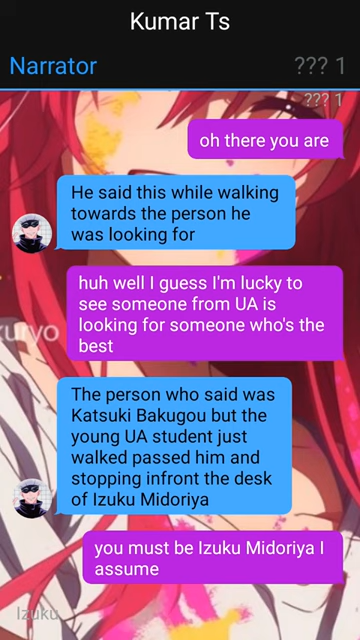 Kumar Ts
Narrator
??? 1
??? 1
oh there you are
He said this while walking
towards the person he
was looking for
huh well I guess I'm lucky to
see someone from UA is
looking for someone who's the
best
kuryo
The person who said was
Katsuki Bakugou but the
young UA student just
walked passed him and
stopping infront the desk
of Izuku Midoriya
you must be Izuku Midoriya I
assume
Izuku